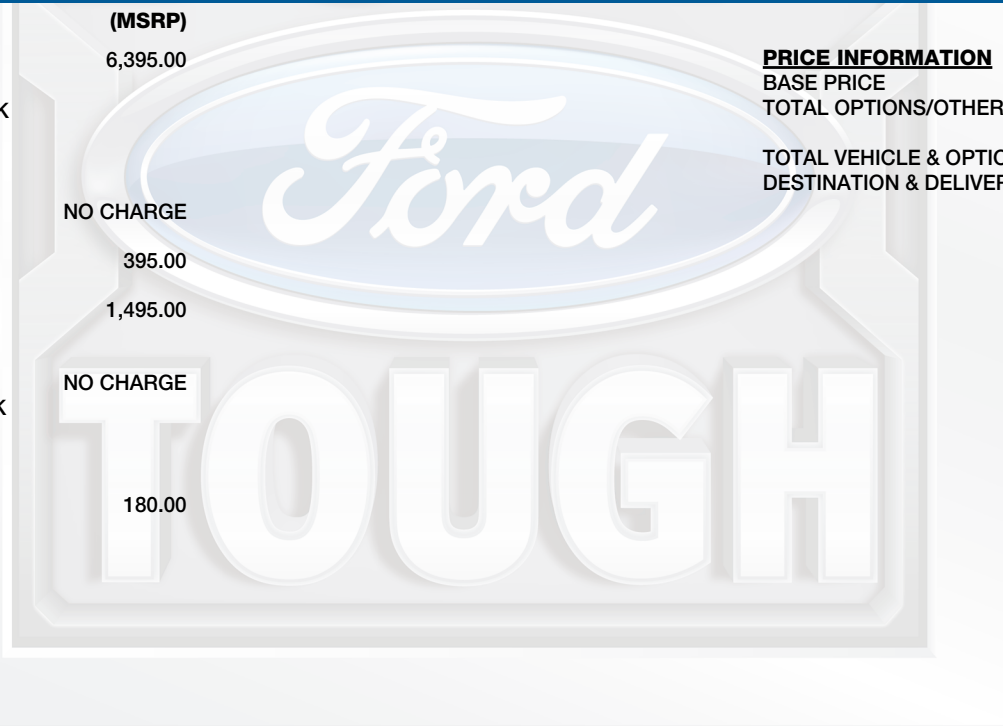 (MSRP)
6,395.00
K
NO CHARGE
395.00
1,495.00
NO CHARGE
K
180.00
PRICE INFORMATION
BASE PRICE
TOTAL OPTIONS/OTHER
TOTAL VEHICLE & OPTIO
DESTINATION & DELIVER
Ford
TOUGH